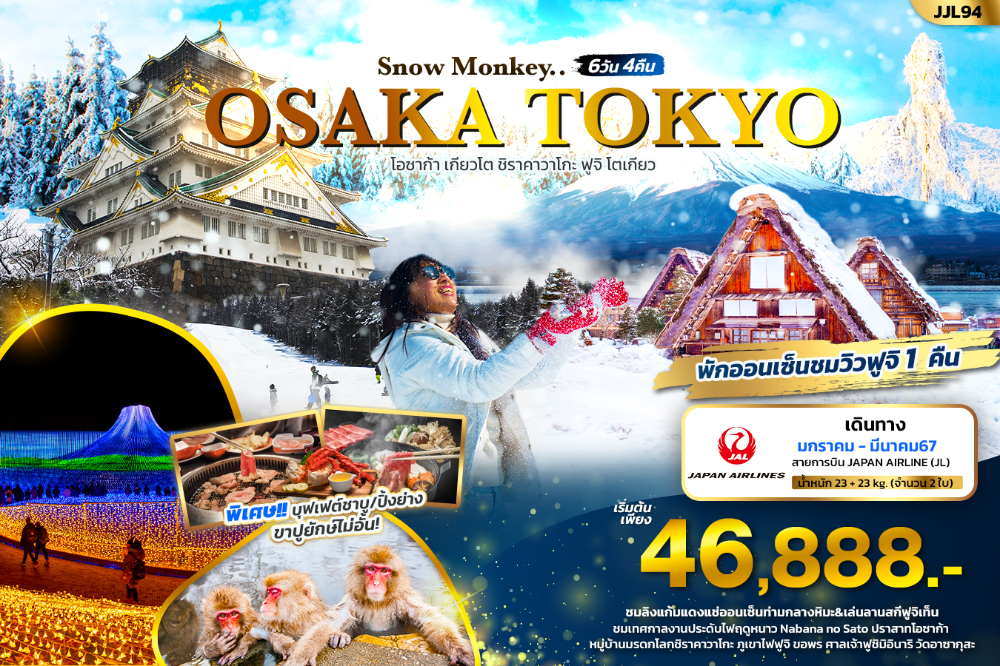 JJL94
Snow Monkey.. 6วัน 4คืน
OSAKA TOKYO
โอซาก้า เกียวโต ชิราคาวาโกะ ฟูจิ โตเกียว
พักออนเซ็นชมวิวฟูจิ 1 คืน
เดินทาง
มกราคม - มีนาคม67
สายการบิน JAPAN AIRLINE (JL)
น้ำหนัก 23 + 23 kg. (จำนวน 2 ใบ)
JAL
JAPAN AIRLINES
พิเศษ!! บุฟเฟต์ชาบู/ปิ้งย่าง
ขาปูยักษ์ไม่อั้น!
เริ่มต้น
เพียง
46,888.-
ชมลิงแก้มแดงแช่ออนเซ็นท่ามกลางหิมะ&เล่นลานสกีฟูจิเท็น
ชมเทศกาลงานประดับไฟฤดูหนาว Nabana no Sato ปราสาทโอซาก้า
หมู่บ้านมรดกโลกชิราคาวาโกะ ภูเขาไฟฟูจิ ขอพร ศาลเจ้าฟูชิมิอินาริ วัดอาซากุสะ